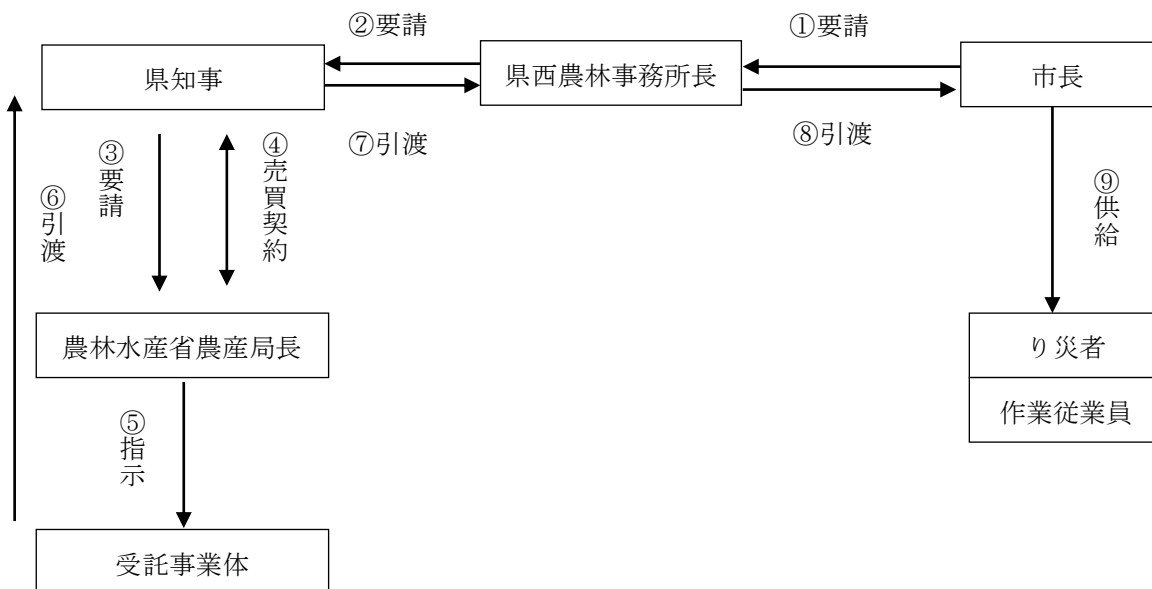 ②要請
①要請
県知事
県西農林事務所長
市長
⑦引渡
⑧引渡
③要請
④売買契約
⑥引渡
⑨供給
農林水産省農産局長
り災者
作業従業員
⑤指示
受託事業体